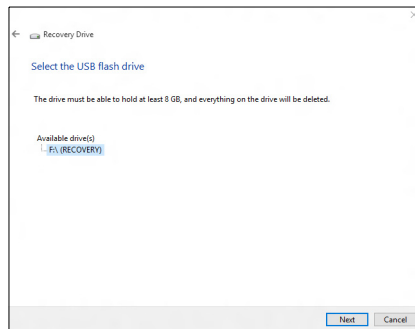 Recovery Drive
Select the USB flash drive
The drive must be able to hold at least 8 GB, and everything on the drive will be deleted.
Available drive(s)
F:\ (RECOVERY)
Next Cancel